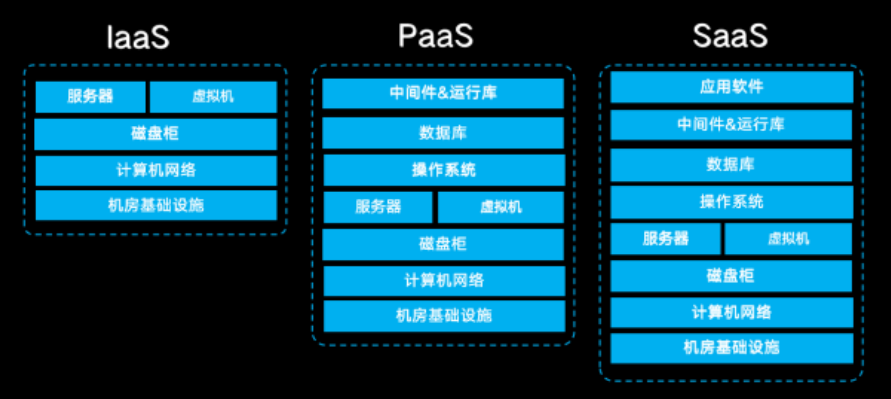 IaaS
服务器 虚拟机
磁盘柜
计算机网络
机房基础设施
PaaS
中间件&运行库
数据库
操作系统
服务器 虚拟机
磁盘柜
计算机网络
机房基础设施
SaaS
应用软件
中间件&运行库
数据库
操作系统
服务器 虚拟机
磁盘柜
计算机网络
机房基础设施